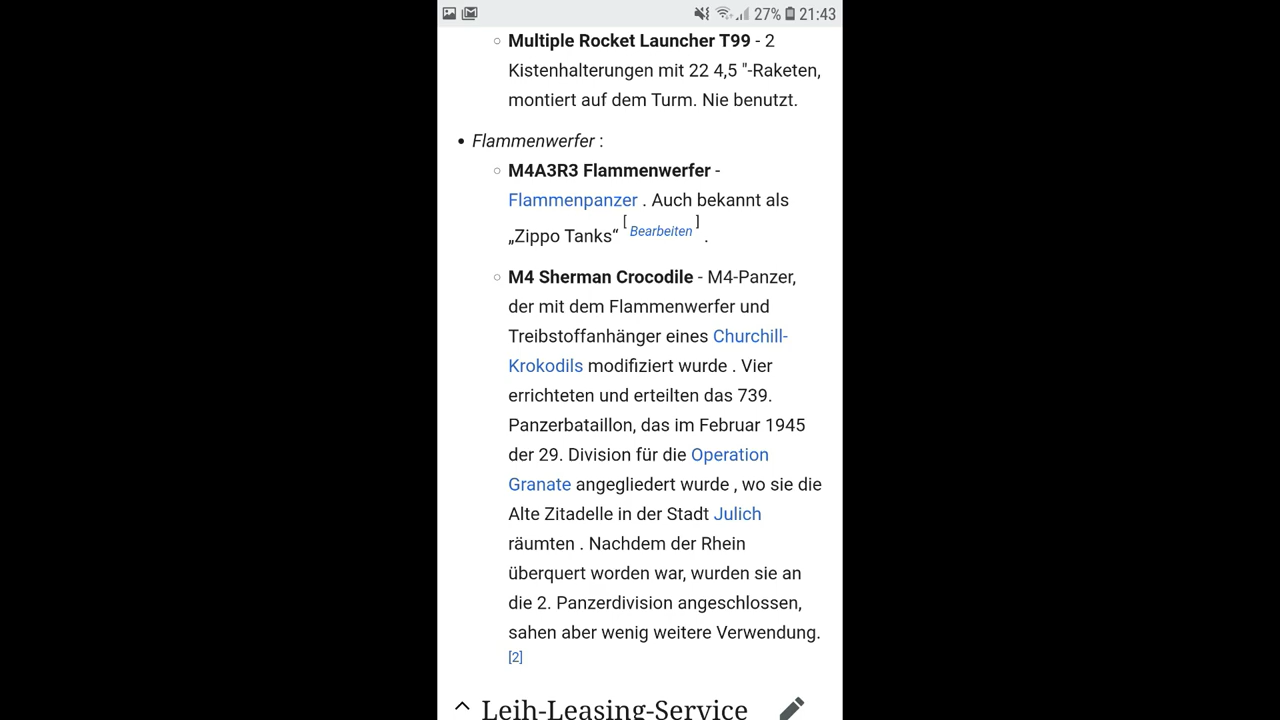 27% 21:43
Multiple Rocket Launcher T99 - 2
Kistenhalterungen mit 22 4,5 "-Raketen,
montiert auf dem Turm. Nie benutzt.
Flammenwerfer :
M4A3R3 Flammenwerfer -
Flammenpanzer . Auch bekannt als
„Zippo Tanks“ [ Bearbeiten ] .
M4 Sherman Crocodile - M4-Panzer,
der mit dem Flammenwerfer und
Treibstoffanhänger eines Churchill-
Krokodils modifiziert wurde . Vier
errichteten und erteilten das 739.
Panzerbataillon, das im Februar 1945
der 29. Division für die Operation
Granate angegliedert wurde , wo sie die
Alte Zitadelle in der Stadt Julich
räumten . Nachdem der Rhein
überquert worden war, wurden sie an
die 2. Panzerdivision angeschlossen,
sahen aber wenig weitere Verwendung.
[2]
Leih-Leasing-Service